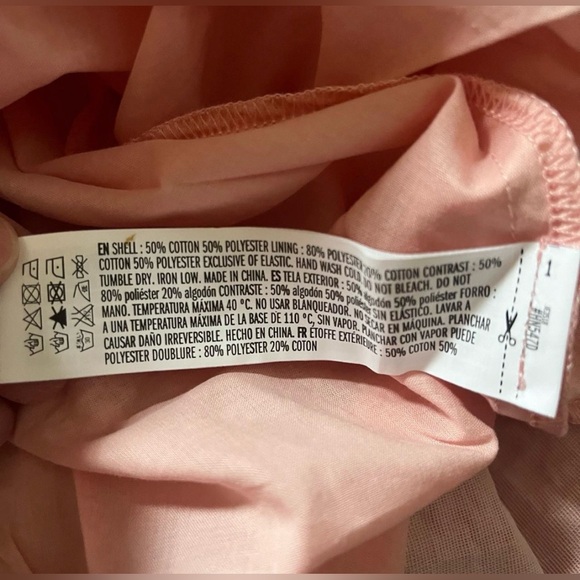 EN SHELL : 50% COTTON 50% POLYESTER LINING : 80% POLYESTER 20% COTTON CONTRAST : 50%
COTTON 50% POLYESTER EXCLUSIVE OF ELASTIC. HAND WASH COLD DO NOT BLEACH. DO NOT
TUMBLE DRY. IRON LOW. MADE IN CHINA. ES TELA EXTERIOR : 50% algodón 50% poliéster FORRO :
80% poliéster 20% algodón CONTRASTE: 50% algodón 50% poliéster SIN ELÁSTICO. LAVAR A
MANO. TEMPERATURA MÁXIMA 40 °C. NO USAR BLANQUEADOR. NO SECAR EN MÁQUINA. PLANCHAR
A UNA TEMPERATURA MÁXIMA DE LA BASE DE 110 °C, SIN VAPOR. PLANCHAR CON VAPOR PUEDE
CAUSAR DAÑO IRREVERSIBLE. HECHO EN CHINA. FR ÉTOFFE EXTÉRIEURE : 50% COTON 50%
POLYESTER DOUBLURE : 80% POLYESTER 20% COTON
1